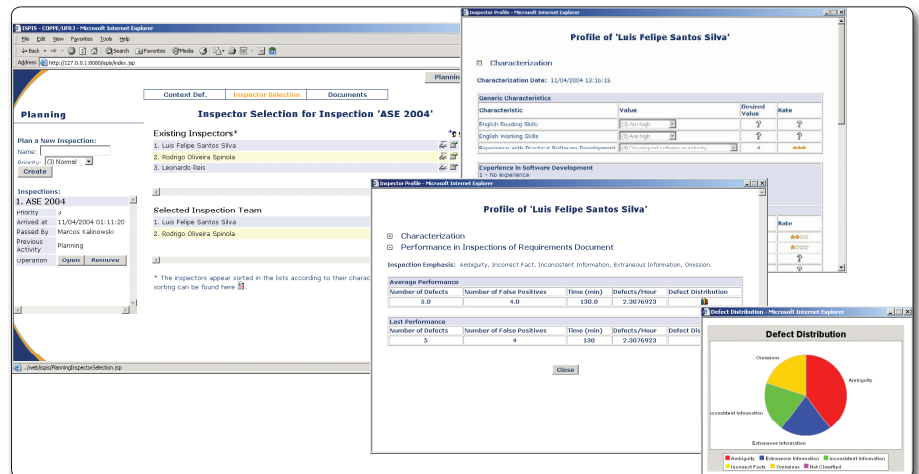 ISPIS - COPPE/UFRJ - Microsoft Internet Explorer
File Edit View Favorites Tools Help
Back Search Favorites Media
Address http://127.0.0.1:8080/ispis/index.jsp
Plannin
Context Def. Inspector Selection Documents
Planning
Plan a New Inspection:
Name:
Priority: (3) Normal
Create
Inspections:
1. ASE 2004
Priority 3
Arrived at 11/04/2004 01:11:20
Passed By Marcos Kalinowski
Previous Activity Planning
Operation Open Remove
Inspector Selection for Inspection 'ASE 2004'
Existing Inspectors*
1. Luis Felipe Santos Silva
2. Rodrigo Oliveira Spinola
3. Leonardo Reis
Selected Inspection Team
1. Luis Felipe Santos Silva
2. Rodrigo Oliveira Spinola
* The inspectors appear sorted in the lists according to their charac
sorting can be found here
.../web/ispis/PlanningInspectorSelection.jsp
Inspector Profile - Microsoft Internet Explorer
Profile of 'Luis Felipe Santos Silva'
Characterization
Characterization Date: 11/04/2004 12:16:15
Generic Characteristics
Characteristic Value Desired Value Rate
English Reading Skills (3) Are high ? ?
English Working Skills (3) Are high ? ?
Experience with Practical Software Development
Experience in Software Development
1 - No experience
Rate
?
?
Inspector Profile - Microsoft Internet Explorer
Profile of 'Luis Felipe Santos Silva'
Characterization
Performance in Inspections of Requirements Document
Inspection Emphasis: Ambiguity, Incorrect Fact, Inconsistent Information, Extraneous Information, Omission.
Average Performance
Number of Defects Number of False Positives Time (min) Defects/Hour Defect Distribution
5.0 4.0 130.0 2.3076923
Last Performance
Number of Defects Number of False Positives Time (min) Defects/Hour Defect Dis
5 4 130 2.3076923
Close
Defect Distribution - Microsoft Internet Explorer
Defect Distribution
Omissions
Ambiguity
nconsistent Information
Extraneous Information
Ambiguity Extraneous Information Inconsistent Information
Incorrect Facts Omissions Not Classified